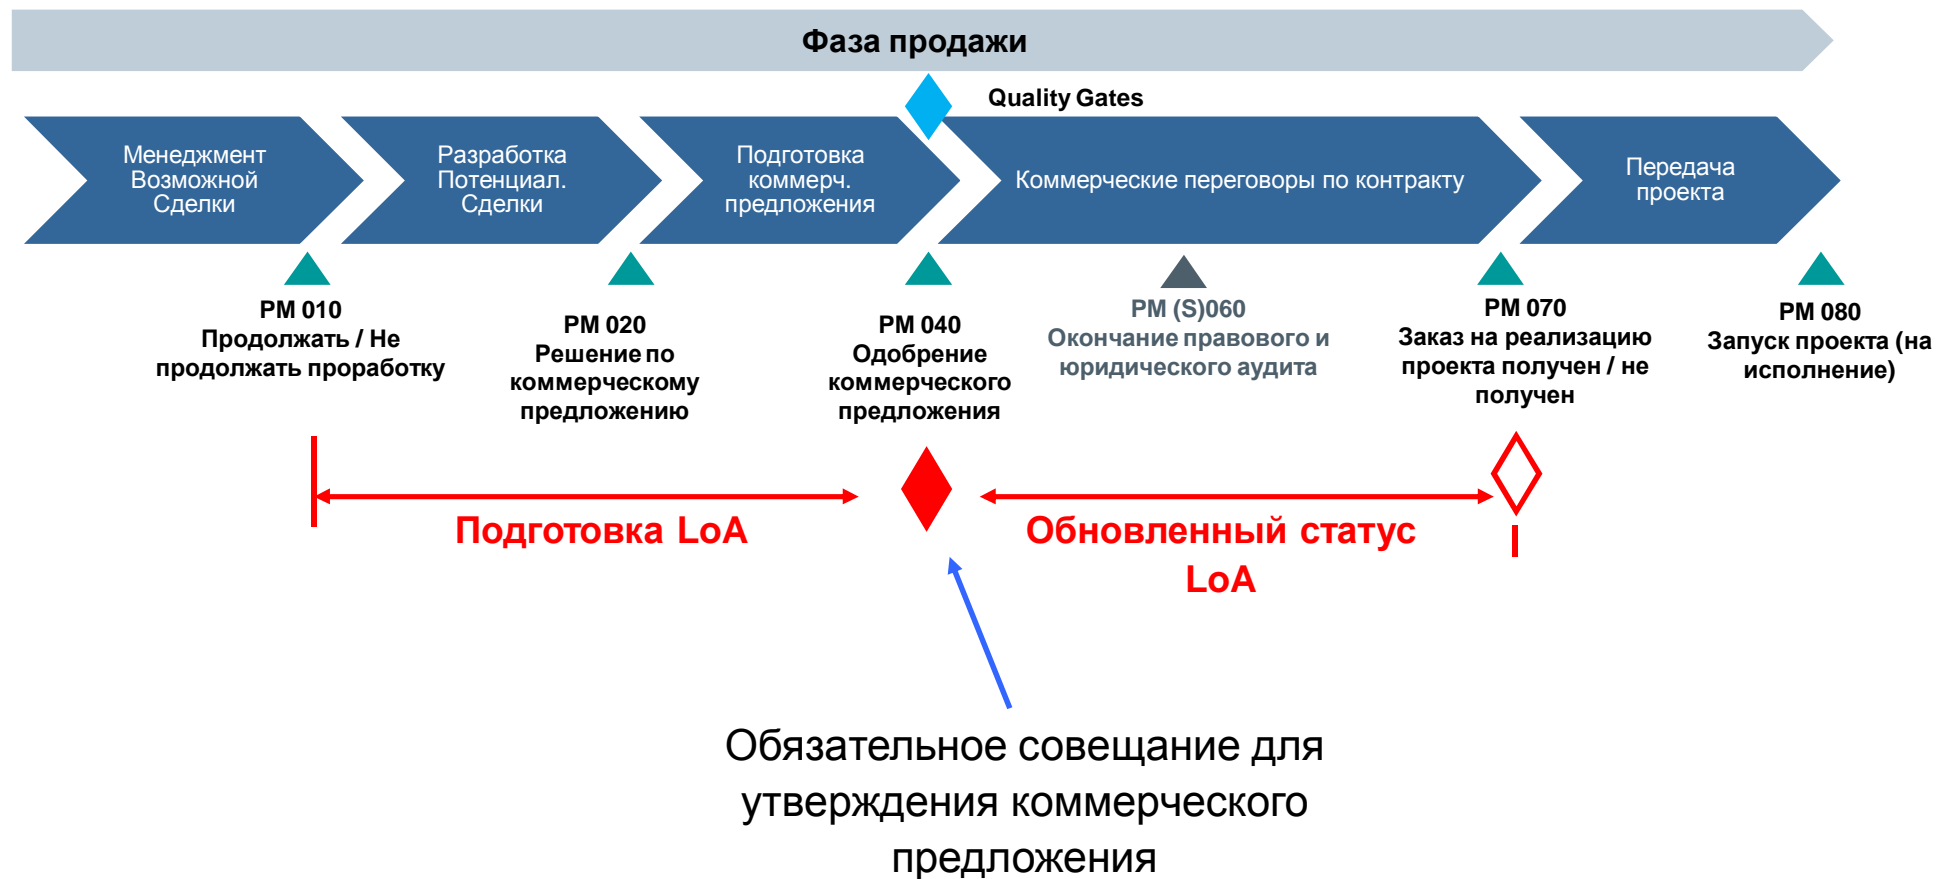 Фаза продажи
Quality Gates
Менеджмент
Возможной
Сделки
Разработка
Потенциал.
Сделки
Подготовка
коммерч.
предложения
Коммерческие переговоры по контракту
Передача
проекта
PM 010
Продолжать / Не
продолжать проработку
PM 020
Решение по
коммерческому
предложению
PM 040
Одобрение
коммерческого
предложения
PM (S)060
Окончание правового и
юридического аудита
PM 070
Заказ на реализацию
проекта получен / не
получен
PM 080
Запуск проекта (на
исполнение)
Подготовка LoA
Обновленный статус
LoA
Обязательное совещание для
утверждения коммерческого
предложения